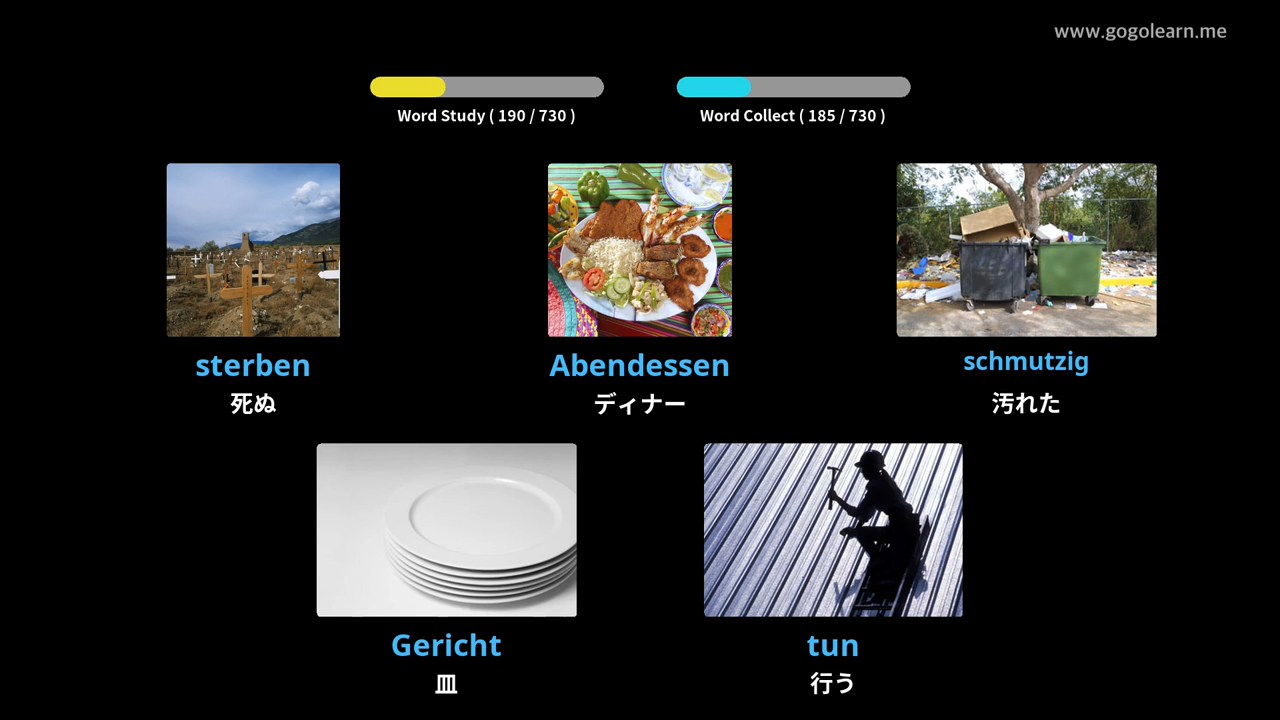 www.gogolearn.me
Word Study ( 190 / 730 )
Word Collect ( 185 / 730 )
sterben
死ぬ
Abendessen
ディナー
schmutzig
汚れた
Gericht
皿
tun
行う